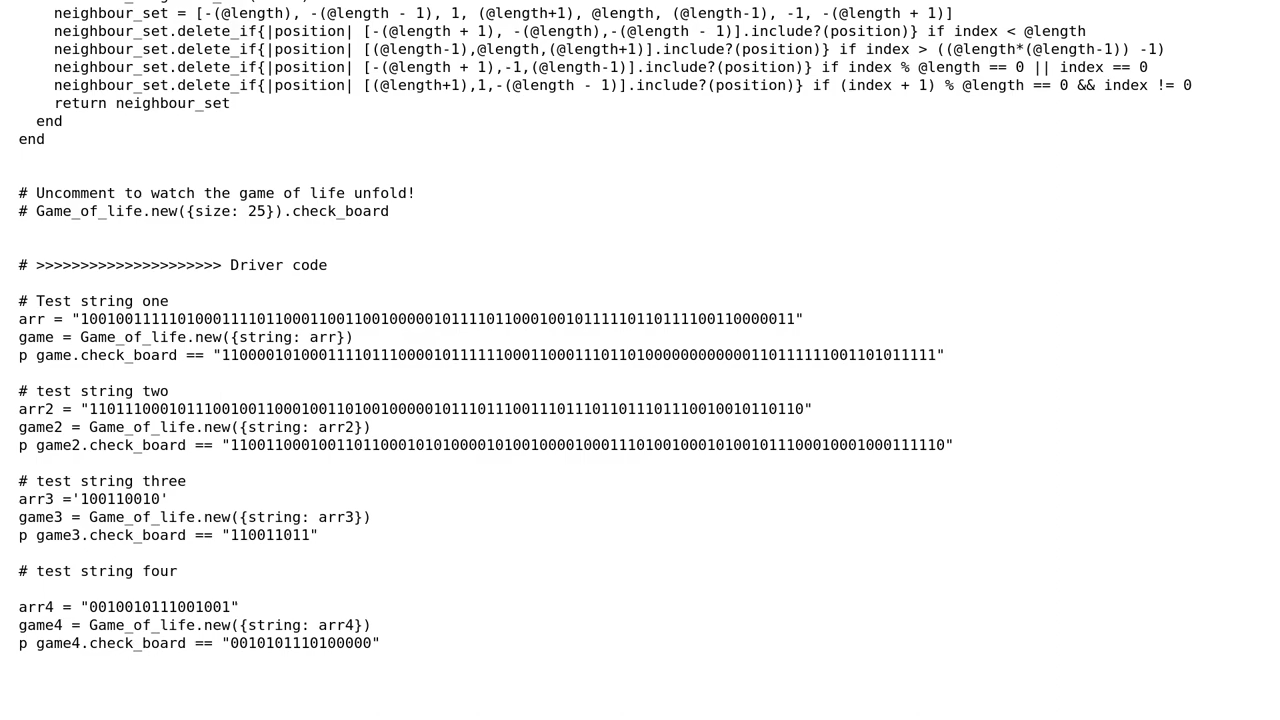 neighbour_set = [-(@length), -(@length - 1), 1, (@length+1), @length, (@length-1), -1, -(@length + 1)]
neighbour_set.delete_if{|position| [-(@length + 1), -(@length),-(@length - 1)].include?(position)} if index < @length
neighbour_set.delete_if{|position| [(@length-1),@length,(@length+1)].include?(position)} if index > ((@length*(@length-1)) -1)
neighbour_set.delete_if{|position| [-(@length + 1),-1,(@length-1)].include?(position)} if index % @length == 0 || index == 0
neighbour_set.delete_if{|position| [(@length+1),1,-(@length - 1)].include?(position)} if (index + 1) % @length == 0 && index != 0
return neighbour_set
end
end
# Uncomment to watch the game of life unfold!
# Game_of_life.new({size: 25}).check_board
# >>>>>>>>>>>>>>>>>>>>> Driver code
# Test string one
arr = "100100111110100011110110001100110010000010111101100010010111110110111100110000011"
game = Game_of_life.new({string: arr})
p game.check_board == "1100001010001111011100001011111100011000111011010000000000000110111111001101011111"
# test string two
arr2 = "110111000101110010011000100110100100000101110111001110111011011101110010010110110"
game2 = Game_of_life.new({string: arr2})
p game2.check_board == "110011000100110110001010100001010010000100011101001000101001011100010001000111110"
# test string three
arr3 ='100110010'
game3 = Game_of_life.new({string: arr3})
p game3.check_board == "110011011"
# test string four
arr4 = "0010010111001001"
game4 = Game_of_life.new({string: arr4})
p game4.check_board == "0010101110100000"